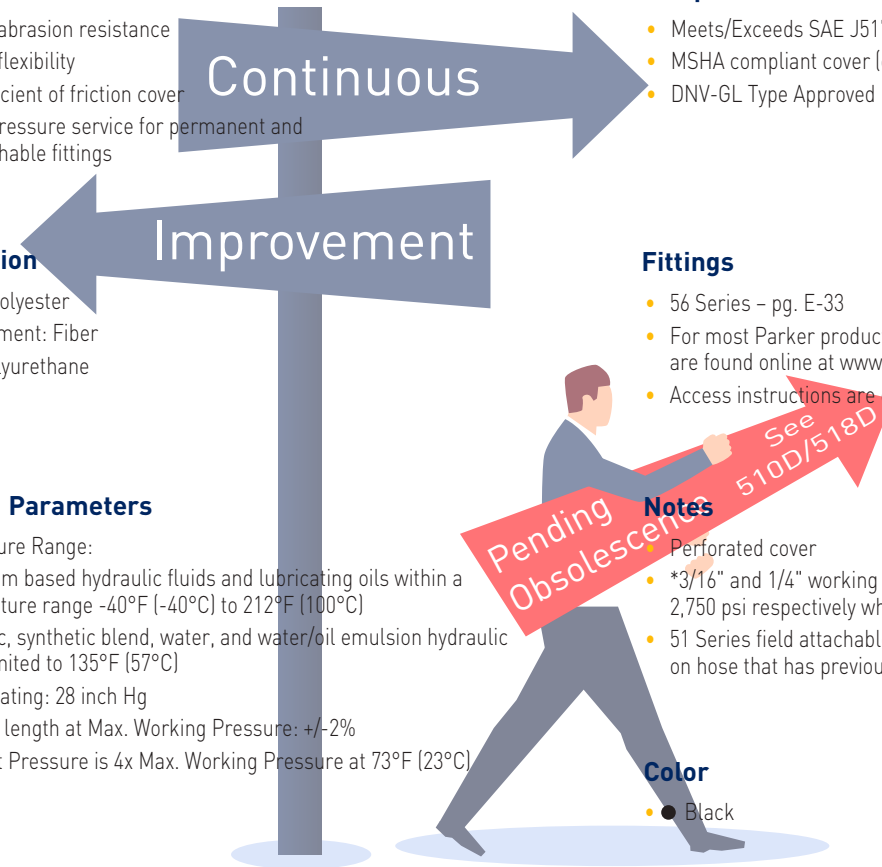 abrasion resistance
flexibility
cient of friction cover
ressure service for permanent and
hable fittings
Continuous
Meets/Exceeds SAE J51
MSHA compliant cover (
DNV-GL Type Approved
Improvement
ion
olyester
ment: Fiber
lyurethane
Fittings
56 Series – pg. E-33
For most Parker produc
are found online at www
Access instructions are
Pending
Obsolescence
See
510D/518D
Parameters
ure Range:
m based hydraulic fluids and lubricating oils within a
ture range -40°F (-40°C) to 212°F (100°C)
c, synthetic blend, water, and water/oil emulsion hydraulic
mited to 135°F (57°C)
ating: 28 inch Hg
length at Max. Working Pressure: +/-2%
t Pressure is 4x Max. Working Pressure at 73°F (23°C)
Notes
Perforated cover
*3/16" and 1/4" working
2,750 psi respectively wh
51 Series field attachabl
on hose that has previou
Color
Black